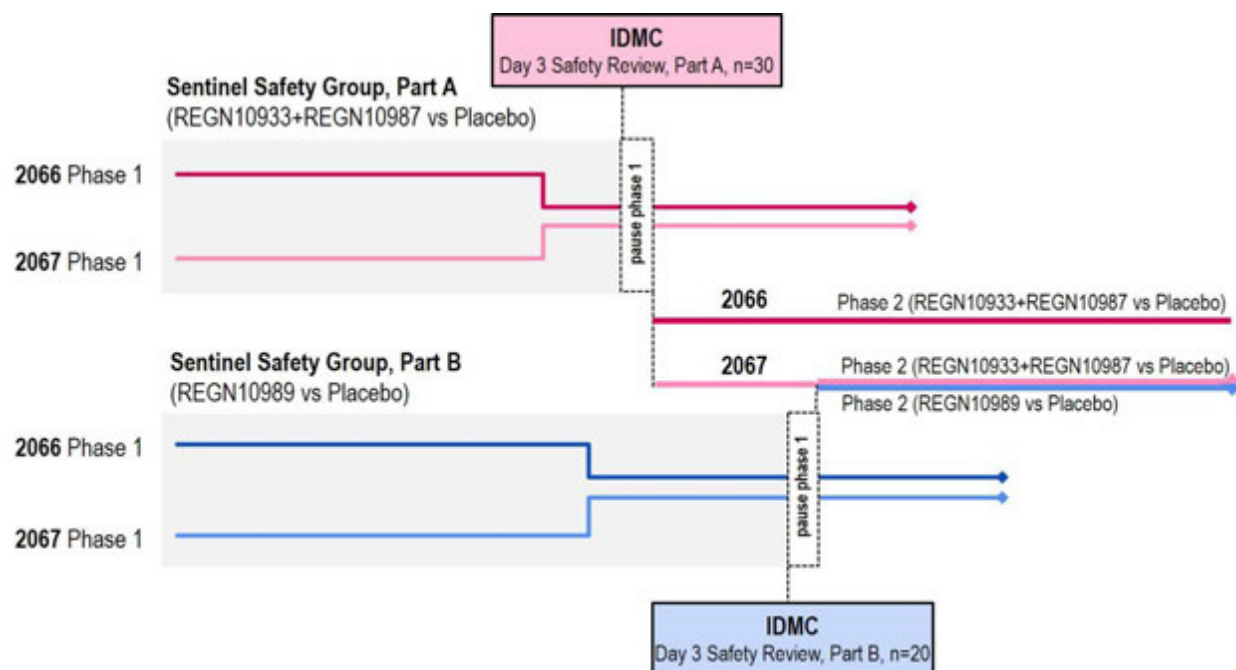 IDMC
Day 3 Safety Review, Part A, n=30
Sentinel Safety Group, Part A
(REGN10933+REGN10987 vs Placebo)
2066 Phase 1
pause phase 1
2067 Phase 1
2066 Phase 2 (REGN10933+REGN10987 vs Placebo)
2067 Phase 2 (REGN10933+REGN10987 vs Placebo)
Phase 2 (REGN10989 vs Placebo)
Sentinel Safety Group, Part B
(REGN10989 vs Placebo)
2066 Phase 1
pause phase 1
2067 Phase 1
IDMC
Day 3 Safety Review, Part B, n=20